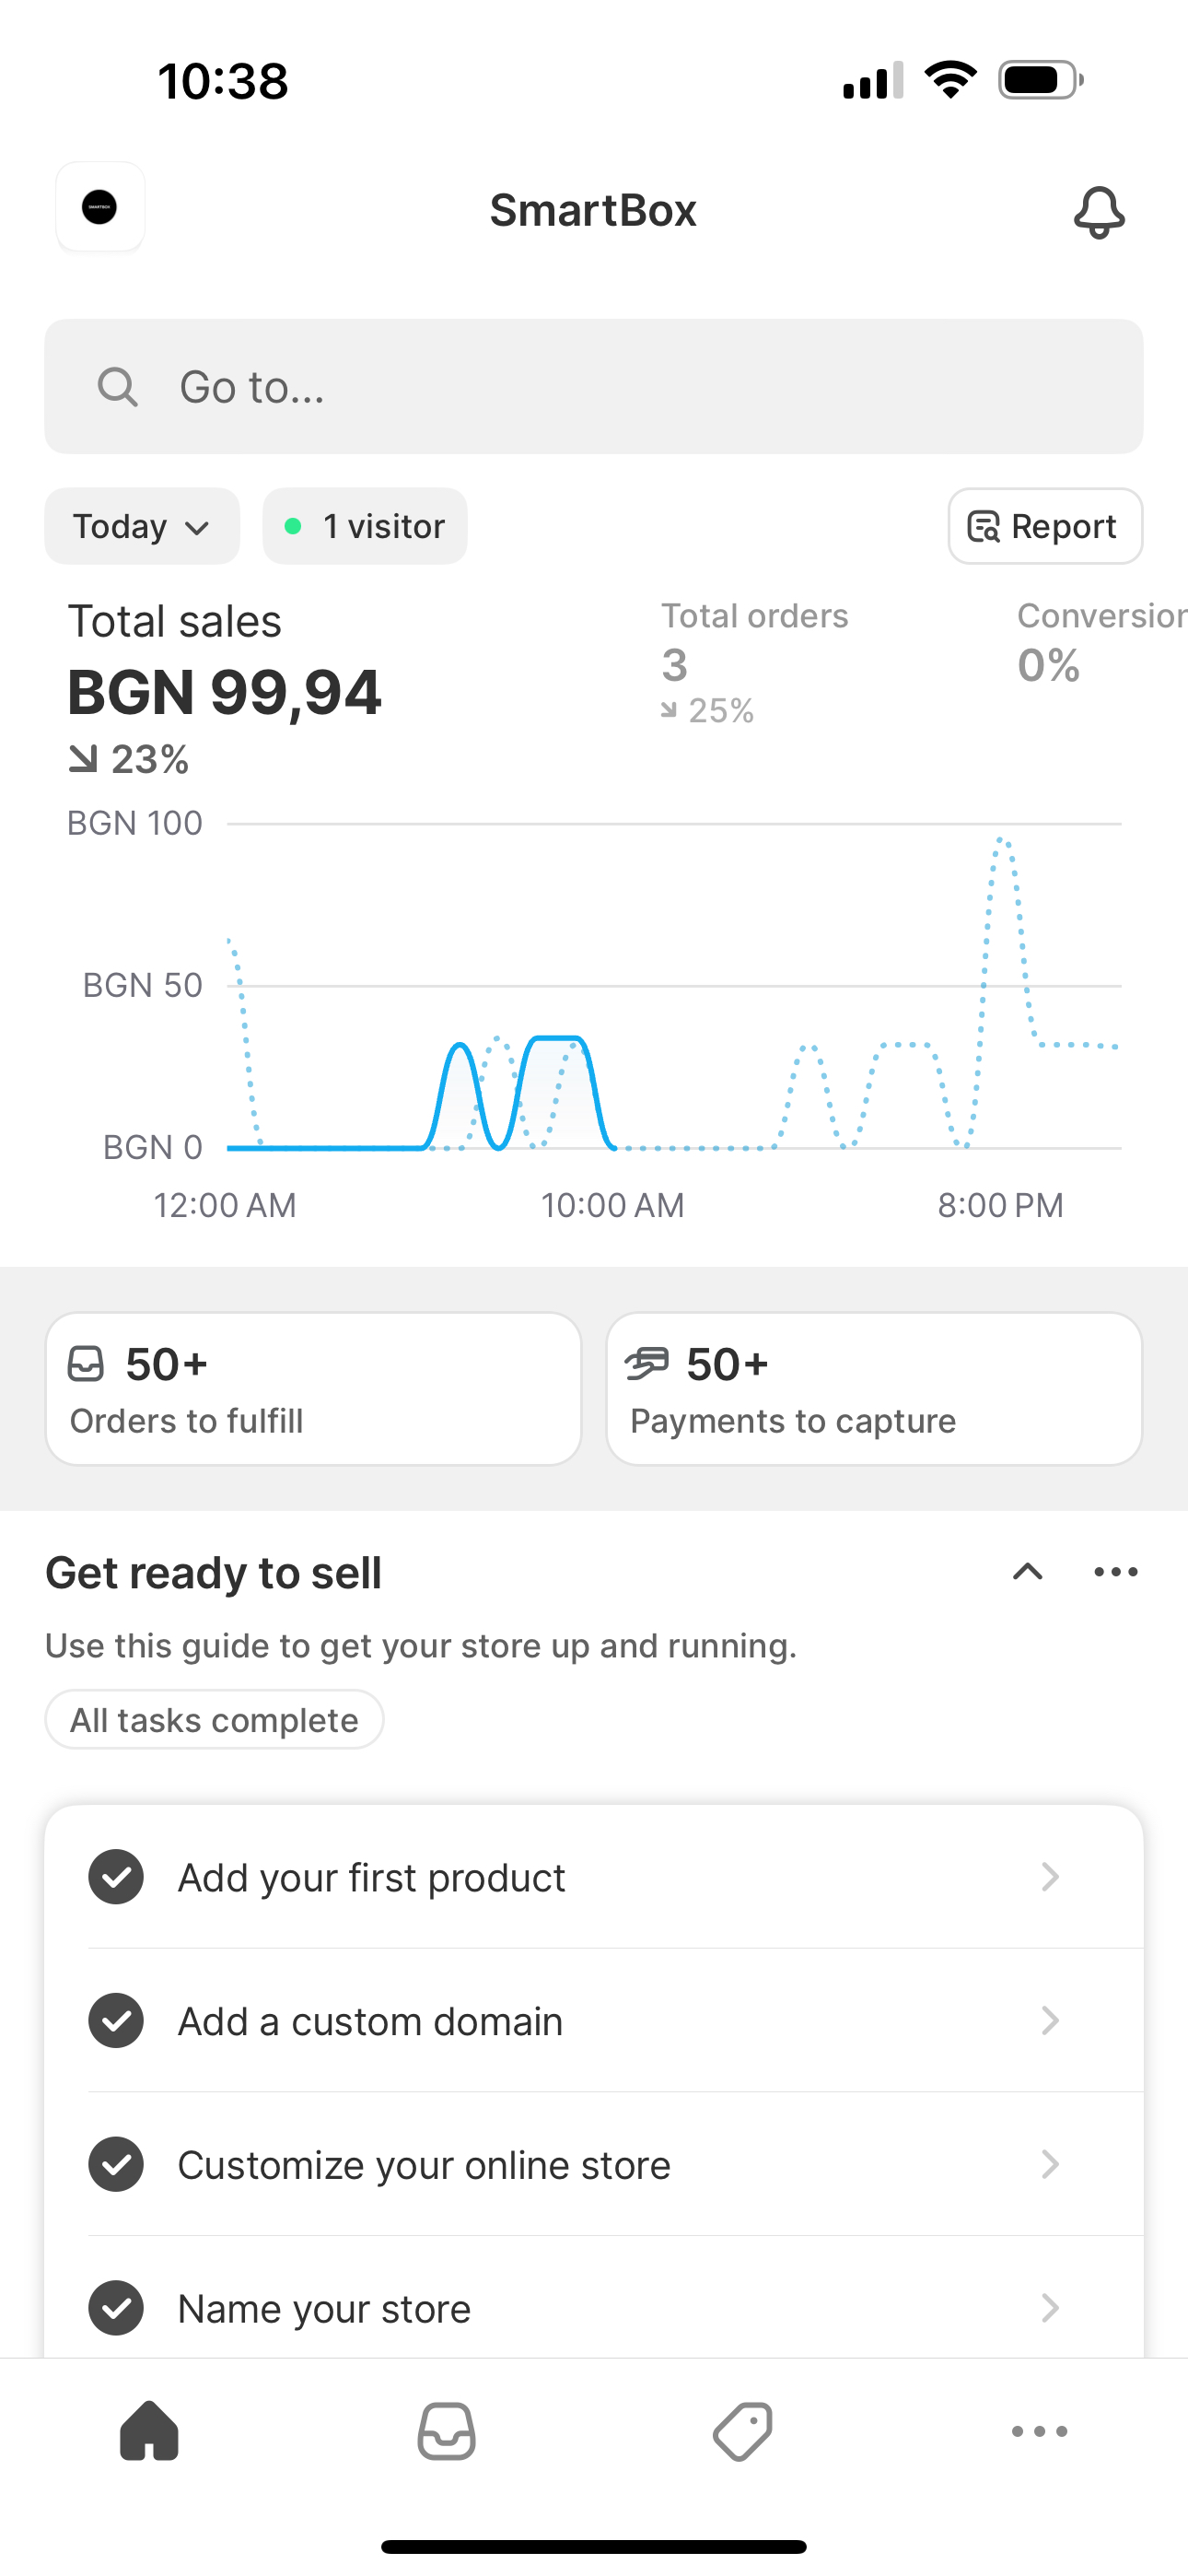 10:38
SMARTBOX
SmartBox
Go to...
Today
1 visitor
Report
Total sales
Total orders
Conversion
BGN 99,94
3
0%
23%
25%
BGN 100
BGN 50
BGN 0
12:00 AM
10:00 AM
8:00 PM
50+
Orders to fulfill
50+
Payments to capture
Get ready to sell
Use this guide to get your store up and running.
All tasks complete
Add your first product
Add a custom domain
Customize your online store
Name your store